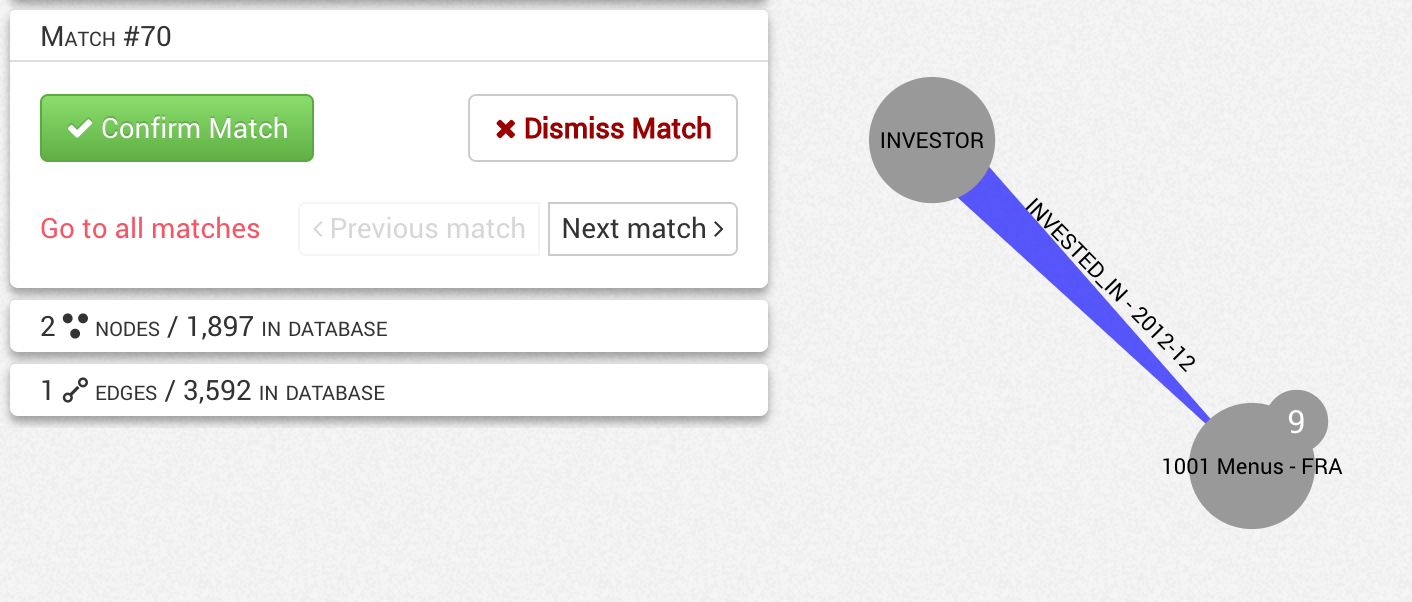 Match #70
Confirm Match
Dismiss Match
Go to all matches
Previous match
Next match
2 nodes / 1,897 in database
1 edges / 3,592 in database
INVESTOR
INVESTED_IN - 2012-12
9
1001 Menus - FRA